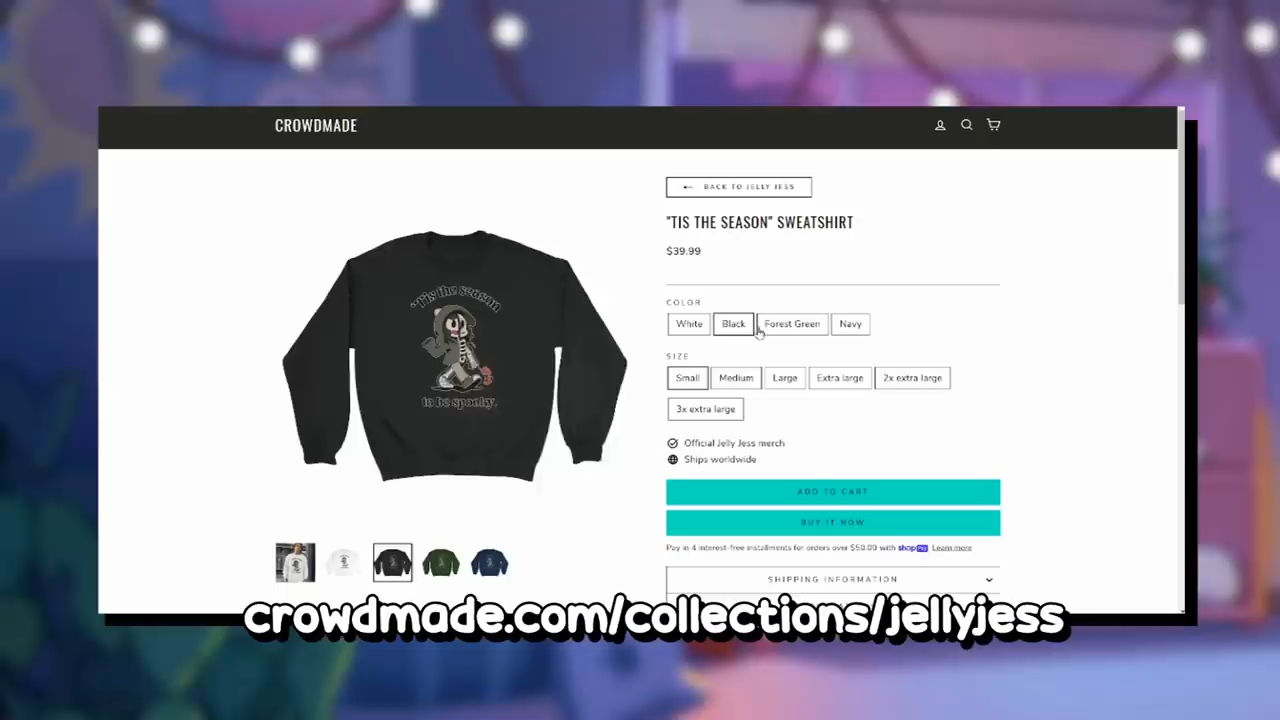 CROWDMADE
← BACK TO JELLY JESS
"TIS THE SEASON" SWEATSHIRT
$39.99
COLOR
White Black Forest Green Navy
SIZE
Small Medium Large Extra large 2x extra large
3x extra large
Official Jelly Jess merch
Ships worldwide
ADD TO CART
BUY IT NOW
Pay in 4 interest-free installments for orders over $50.00 with shop Pay Learn more
SHIPPING INFORMATION
"Tis the season
to be spooky.
crowdmade.com/collections/jellyjess